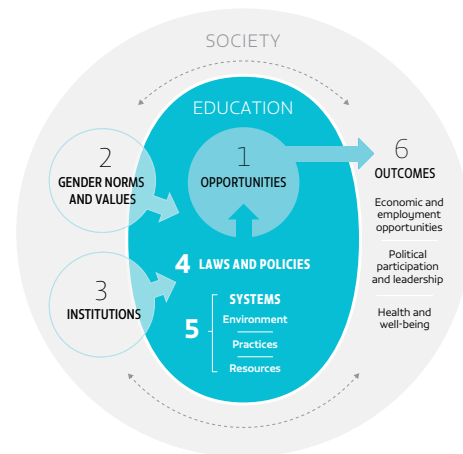 SOCIETY
EDUCATION
1
OPPORTUNITIES
2
GENDER NORMS
AND VALUES
3
INSTITUTIONS
4 LAWS AND POLICIES
5
SYSTEMS
Environment
Practices
Resources
6
OUTCOMES
Economic and
employment
opportunities
Political
participation
and leadership
Health and
well-being